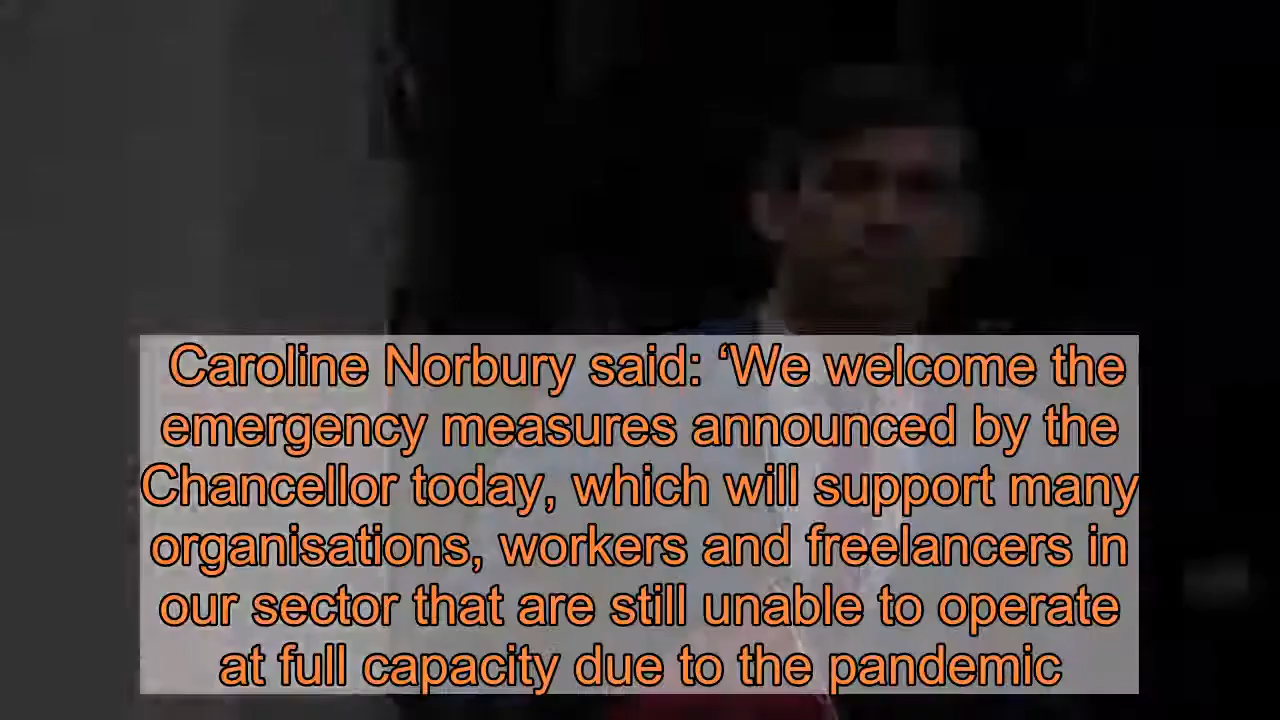 Caroline Norbury said: ‘We welcome the
emergency measures announced by the
Chancellor today, which will support many
organisations, workers and freelancers in
our sector that are still unable to operate
at full capacity due to the pandemic